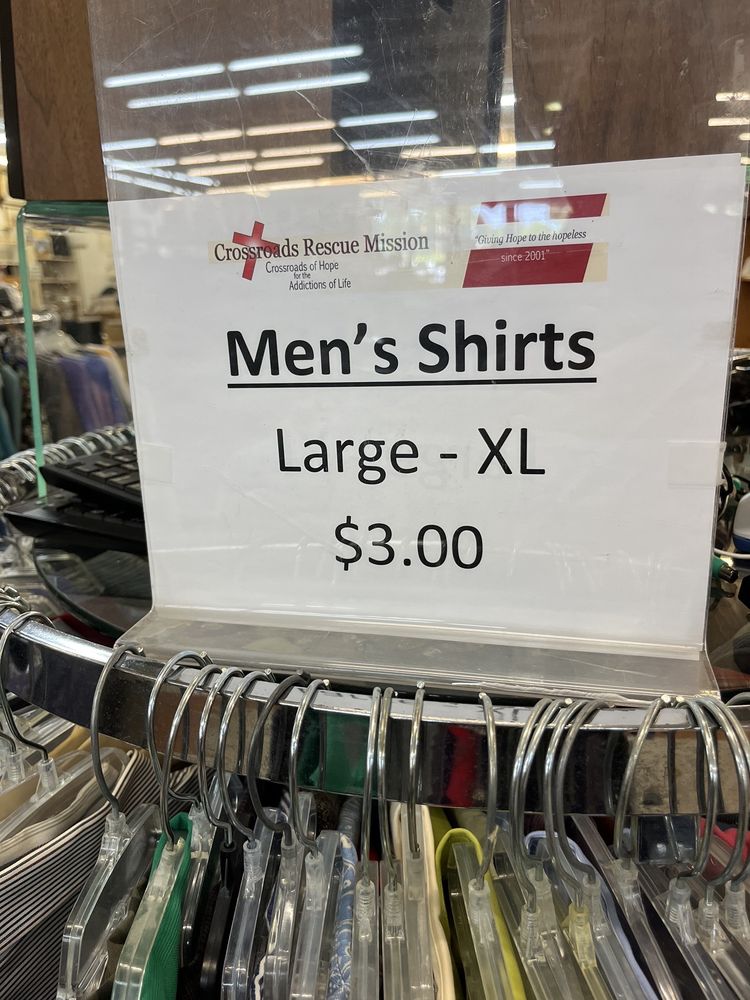 Crossroads Rescue Mission
Crossroads of Hope
for the
Addictions of Life
"Giving Hope to the hopeless
since 2001"
Men's Shirts
Large - XL
$3.00